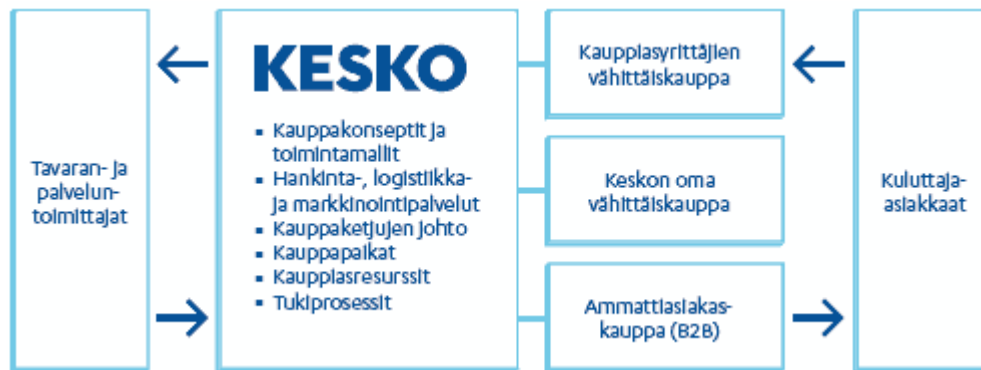 Tavaran- ja
palvelun-
toimittajat
KESKO
▪ Kauppakonseptit ja
toimintamallit
▪ Hankinta-, logistiikka-
ja markkinointipalvelut
▪ Kauppaketjujen johto
▪ Kauppapaikat
▪ Kauppiasresurssit
▪ Tukiprosessit
Kauppiasyrittäjien
vähittäiskauppa
Keskon oma
vähittäiskauppa
Ammattiasiakas-
kauppa (B2B)
Kuluttaja-
asiakkaat